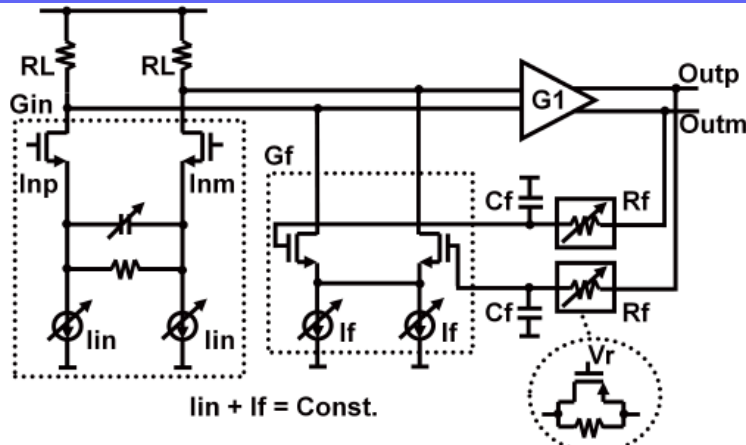 RL
RL
Gin
G1
Outp
Outm
Inp
Inm
Gf
Cf
Rf
Cf
Rf
Iin
Iin
If
If
Vr
Iin + If = Const.